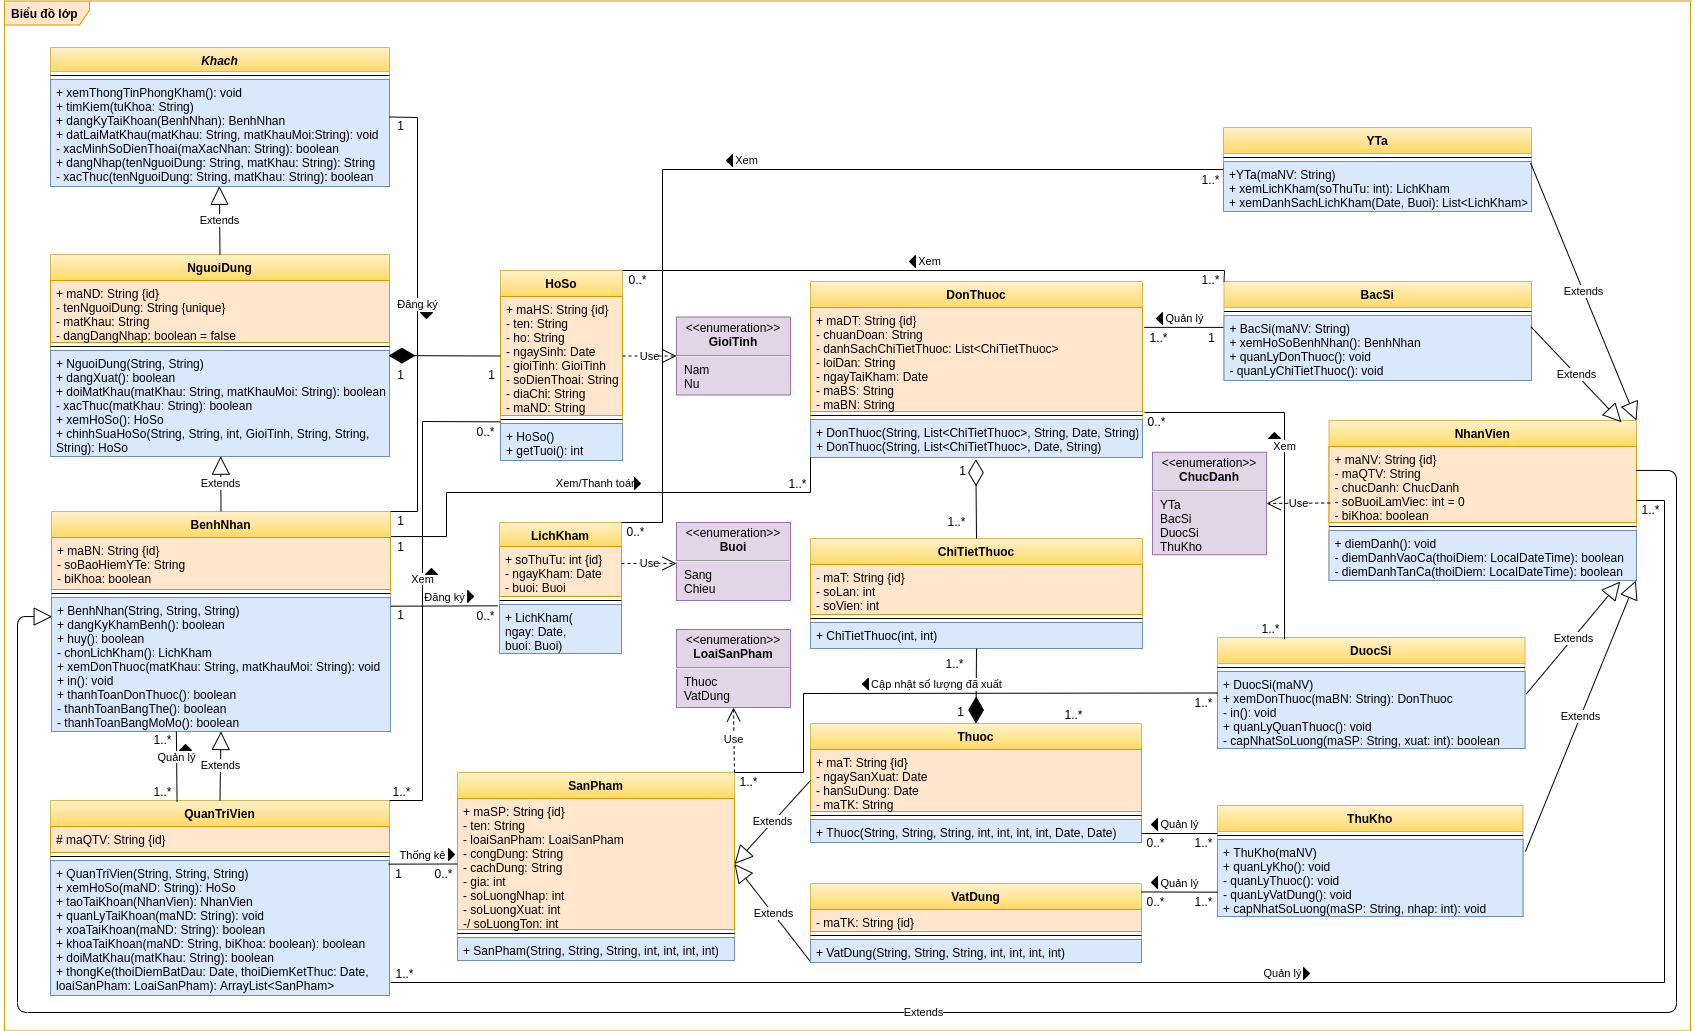 Biểu đồ lớp
Khach
+ xemThongTinPhongKham(): void
+ timKiem(tuKhoa: String)
+ dangKyTaiKhoan(BenhNhan): BenhNhan
+ datLaiMatKhau(matKhau: String, matKhauMoi:String): void
- xacMinhSoDienThoai(maXacNhan: String): boolean
+ dangNhap(tenNguoiDung: String, matKhau: String): String
- xacThuc(tenNguoiDung: String, matKhau: String): boolean
1
Extends
NguoiDung
+ maND: String {id}
- tenNguoiDung: String {unique}
- matKhau: String
- dangDangNhap: boolean = false
+ NguoiDung(String, String)
+ dangXuat(): boolean
+ doiMatKhau(matKhau: String, matKhauMoi: String): boolean
- xacThuc(matKhau: String): boolean
+ xemHoSo(): HoSo
+ chinhSuaHoSo(String, String, int, GioiTinh, String, String,
String): HoSo
Đăng ký
1
1
Extends
BenhNhan
+ maBN: String {id}
- soBaoHiemYTe: String
- biKhoa: boolean
+ BenhNhan(String, String, String)
+ dangKyKhamBenh(): boolean
+ huy(): boolean
- chonLichKham(): LichKham
+ xemDonThuoc(matKhau: String, matKhauMoi: String): void
+ in(): void
+ thanhToanDonThuoc(): boolean
- thanhToanBangThe(): boolean
- thanhToanBangMoMo(): boolean
1
1
Xem
Đăng ký
1
0..*
1..*
Quản lý
1..*
Extends
1..*
QuanTriVien
# maQTV: String {id}
+ QuanTriVien(String, String, String)
+ xemHoSo(maND: String): HoSo
+ taoTaiKhoan(NhanVien): NhanVien
+ quanLyTaiKhoan(maND: String): void
+ xoaTaiKhoan(maND: String): boolean
+ khoaTaiKhoan(maND: String, biKhoa: boolean): boolean
+ doiMatKhau(matKhau: String): boolean
+ thongKe(thoiDiemBatDau: Date, thoiDiemKetThuc: Date,
loaiSanPham: LoaiSanPham): ArrayList<SanPham>
Thống kê
1
0..*
1..*
HoSo
+ maHS: String {id}
- ten: String
- ho: String
- ngaySinh: Date
- gioiTinh: GioiTinh
- soDienThoai: String
- diaChi: String
- maND: String
+ HoSo()
+ getTuoi(): int
0..*
0..*
Use
<<enumeration>>
GioiTinh
Nam
Nu
Xem/Thanh toán
1..*
LichKham
+ soThuTu: int {id}
- ngayKham: Date
- buoi: Buoi
+ LichKham(
ngay: Date,
buoi: Buoi)
0..*
Use
<<enumeration>>
Buoi
Sang
Chieu
<<enumeration>>
LoaiSanPham
Thuoc
VatDung
Use
SanPham
+ maSP: String {id}
- ten: String
- loaiSanPham: LoaiSanPham
- congDung: String
- cachDung: String
- gia: int
- soLuongNhap: int
- soLuongXuat: int
-/ soLuongTon: int
+ SanPham(String, String, String, int, int, int, int)
1..*
Extends
Extends
Xem
1..*
YTa
+YTa(maNV: String)
+ xemLichKham(soThuTu: int): LichKham
+ xemDanhSachLichKham(Date, Buoi): List<LichKham>
Extends
Xem
1..*
DonThuoc
+ maDT: String {id}
- chuanDoan: String
- danhSachChiTietThuoc: List<ChiTietThuoc>
- loiDan: String
- ngayTaiKham: Date
- maBS: String
- maBN: String
+ DonThuoc(String, List<ChiTietThuoc>, String, Date, String)
+ DonThuoc(String, List<ChiTietThuoc>, Date, String)
Quản lý
1..*
1
BacSi
+ BacSi(maNV: String)
+ xemHoSoBenhNhan(): BenhNhan
+ quanLyDonThuoc(): void
- quanLyChiTietThuoc(): void
Extends
0..*
Xem
1..*
<<enumeration>>
ChucDanh
YTa
BacSi
DuocSi
ThuKho
Use
NhanVien
+ maNV: String {id}
- maQTV: String
- chucDanh: ChucDanh
- soBuoiLamViec: int = 0
- biKhoa: boolean
+ diemDanh(): void
- diemDanhVaoCa(thoiDiem: LocalDateTime): boolean
- diemDanhTanCa(thoiDiem: LocalDateTime): boolean
1..*
1
1..*
ChiTietThuoc
- maT: String {id}
- soLan: int
- soVien: int
+ ChiTietThuoc(int, int)
1..*
Cập nhật số lượng đã xuất
1
1..*
1..*
DuocSi
+ DuocSi(maNV)
+ xemDonThuoc(maBN: String): DonThuoc
- in(): void
+ quanLyQuanThuoc(): void
- capNhatSoLuong(maSP: String, xuat: int): boolean
Extends
Extends
Thuoc
+ maT: String {id}
- ngaySanXuat: Date
- hanSuDung: Date
- maTK: String
+ Thuoc(String, String, String, int, int, int, int, Date, Date)
Quản lý
0..*
1..*
ThuKho
+ ThuKho(maNV)
+ quanLyKho(): void
- quanLyThuoc(): void
- quanLyVatDung(): void
+ capNhatSoLuong(maSP: String, nhap: int): void
VatDung
- maTK: String {id}
+ VatDung(String, String, String, int, int, int, int)
Quản lý
0..*
1..*
Quản lý
Extends